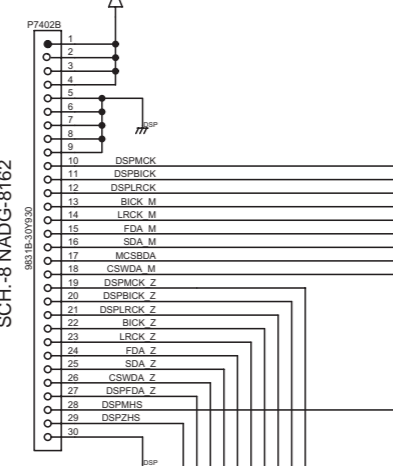 P7402B
1
2
3
4
5
6
DSP
7
8
9
10 DSPMCK
11 DSPBICK
12 DSPLRCK
13 BICK_M
14 LRCK_M
15 FDA_M
16 SDA_M
17 MCSBDA
18 CSWDA_M
19 DSPMCK_Z
20 DSPBICK_Z
21 DSPLRCK_Z
22 BICK_Z
23 LRCK_Z
24 FDA_Z
25 SDA_Z
26 CSWDA_Z
27 DSPFDA_Z
28 DSPMHS
29 DSPZHS
30
DSP
9831B-30Y930
SCH.-8 NADG-8162